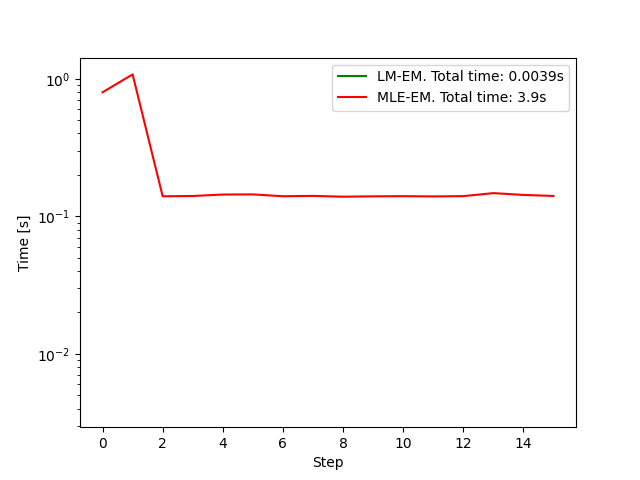 LM-EM. Total time: 0.0039s
MLE-EM. Total time: 3.9s
10⁰
10⁻¹
10⁻²
Time [s]
0 2 4 6 8 10 12 14
Step